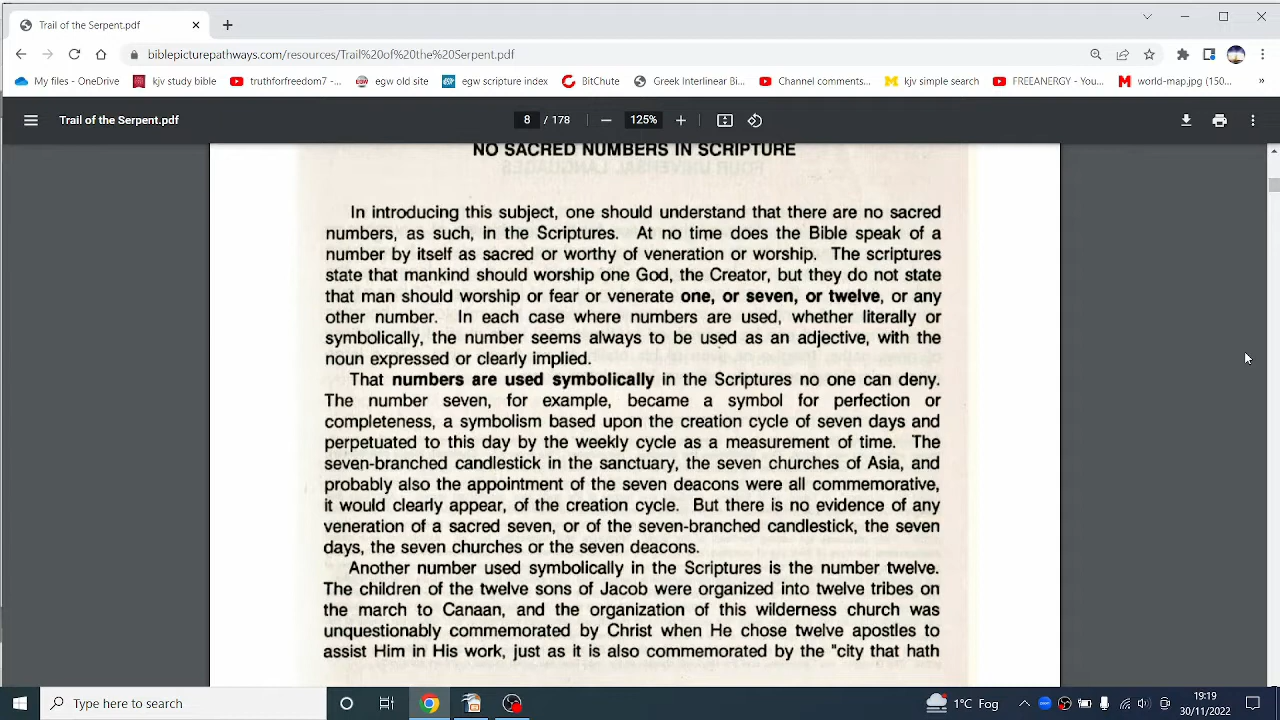 Trail of the Serpent.pdf
biblepicturepathways.com/resources/Trail%20of%20the%20Serpent.pdf
My files - OneDrive kjv study bible truthforfreedom7 -... egw old site egw scripture index BitChute Greek Interlinear Bi... Channel comments... kjv simple search FREEANERGY - You... world-map.jpg (150...
Trail of the Serpent.pdf 8 / 178 125%
NO SACRED NUMBERS IN SCRIPTURE
In introducing this subject, one should understand that there are no sacred
numbers, as such, in the Scriptures. At no time does the Bible speak of a
number by itself as sacred or worthy of veneration or worship. The scriptures
state that mankind should worship one God, the Creator, but they do not state
that man should worship or fear or venerate one, or seven, or twelve, or any
other number. In each case where numbers are used, whether literally or
symbolically, the number seems always to be used as an adjective, with the
noun expressed or clearly implied.
That numbers are used symbolically in the Scriptures no one can deny.
The number seven, for example, became a symbol for perfection or
completeness, a symbolism based upon the creation cycle of seven days and
perpetuated to this day by the weekly cycle as a measurement of time. The
seven-branched candlestick in the sanctuary, the seven churches of Asia, and
probably also the appointment of the seven deacons were all commemorative,
it would clearly appear, of the creation cycle. But there is no evidence of any
veneration of a sacred seven, or of the seven-branched candlestick, the seven
days, the seven churches or the seven deacons.
Another number used symbolically in the Scriptures is the number twelve.
The children of the twelve sons of Jacob were organized into twelve tribes on
the march to Canaan, and the organization of this wilderness church was
unquestionably commemorated by Christ when He chose twelve apostles to
assist Him in His work, just as it is also commemorated by the "city that hath
Type here to search
1°C Fog
19:19
30/11/2022